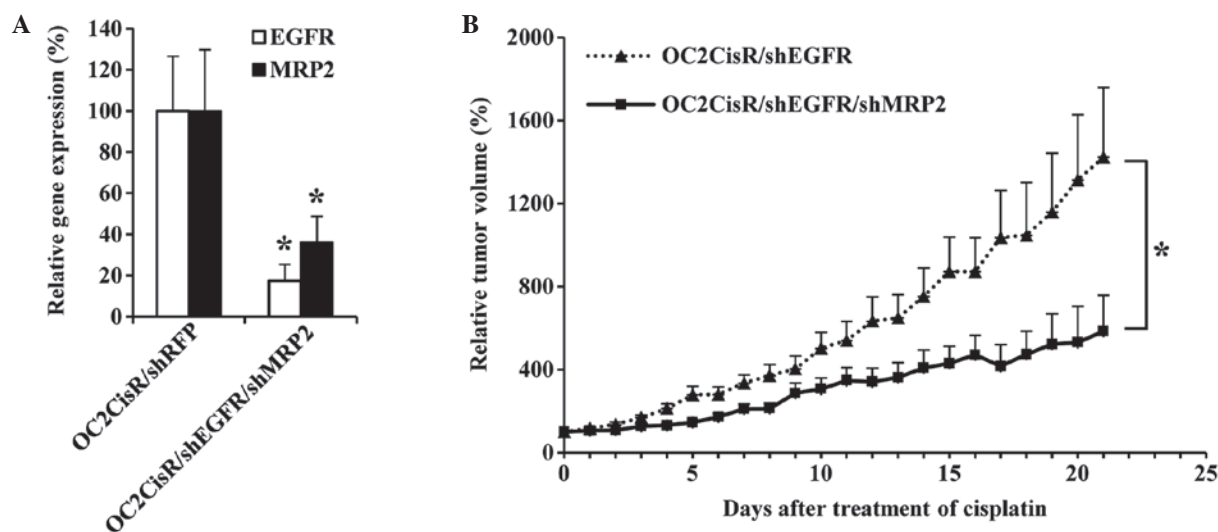 A
Relative gene expression (%)
140
120
100
80
60
40
20
0
EGFR
MRP2
*
*
OC2CisR/shRFP
OC2CisR/shEGFR/shMRP2
B
Relative tumor volume (%)
2000
1600
1200
800
400
0
OC2CisR/shEGFR
OC2CisR/shEGFR/shMRP2
*
0 5 10 15 20 25
Days after treatment of cisplatin